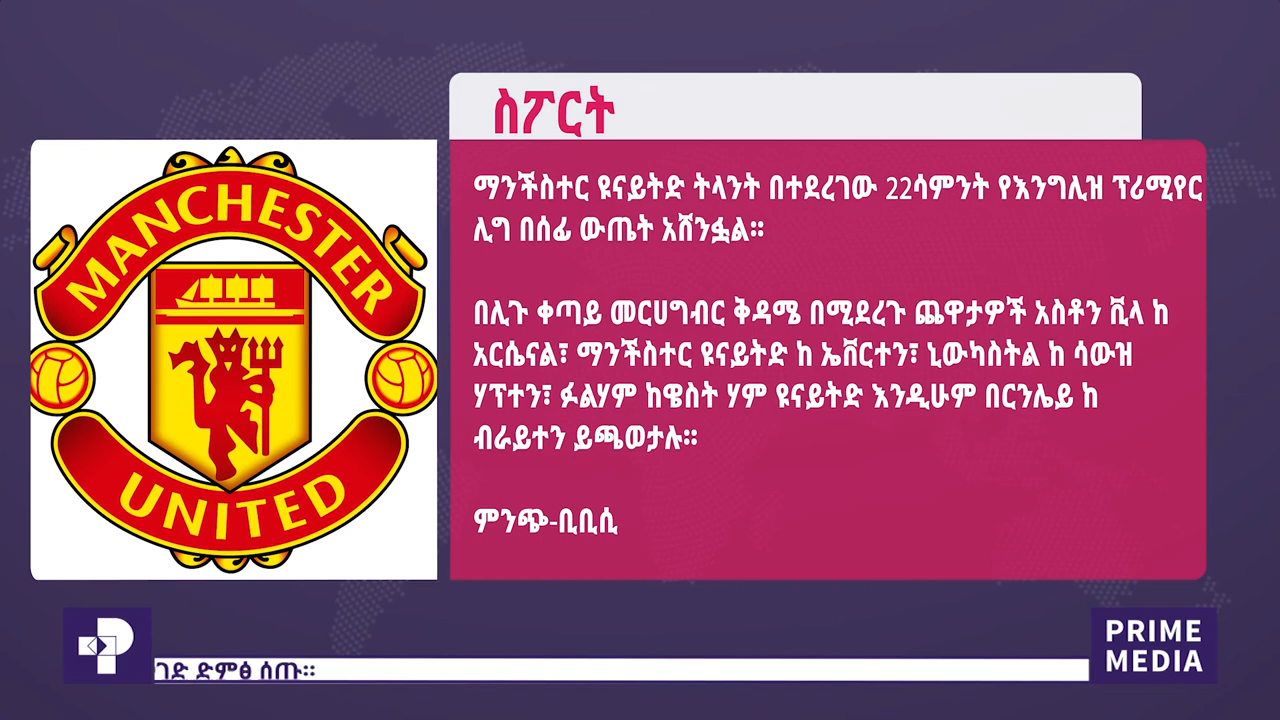 ስፖርት
MANCHESTER
UNITED
ማንችስተር ዩናይትድ ትላንት በተደረገው 22ሳምንት የእንግሊዝ ፕሪሚየር
ሊግ በሰፊ ውጤት አሸንፏል።
በሊጉ ቀጣይ መርሀግብር ቅዳሜ በሚደረጉ ጨዋታዎች አስቶን ቪላ ከ
አርሴናል፣ ማንችስተር ዩናይትድ ከ ኤቨርተን፣ ኒውካስትል ከ ሳውዝ
ሃፕተን፣ ፉልሃም ከዌስት ሃም ዩናይትድ እንዲሁም በርንሌይ ከ
ብራይተን ይጫወታሉ።
ምንጭ-ቢቢሲ
ገድ ድምፅ ሰጡ።
PRIME
MEDIA